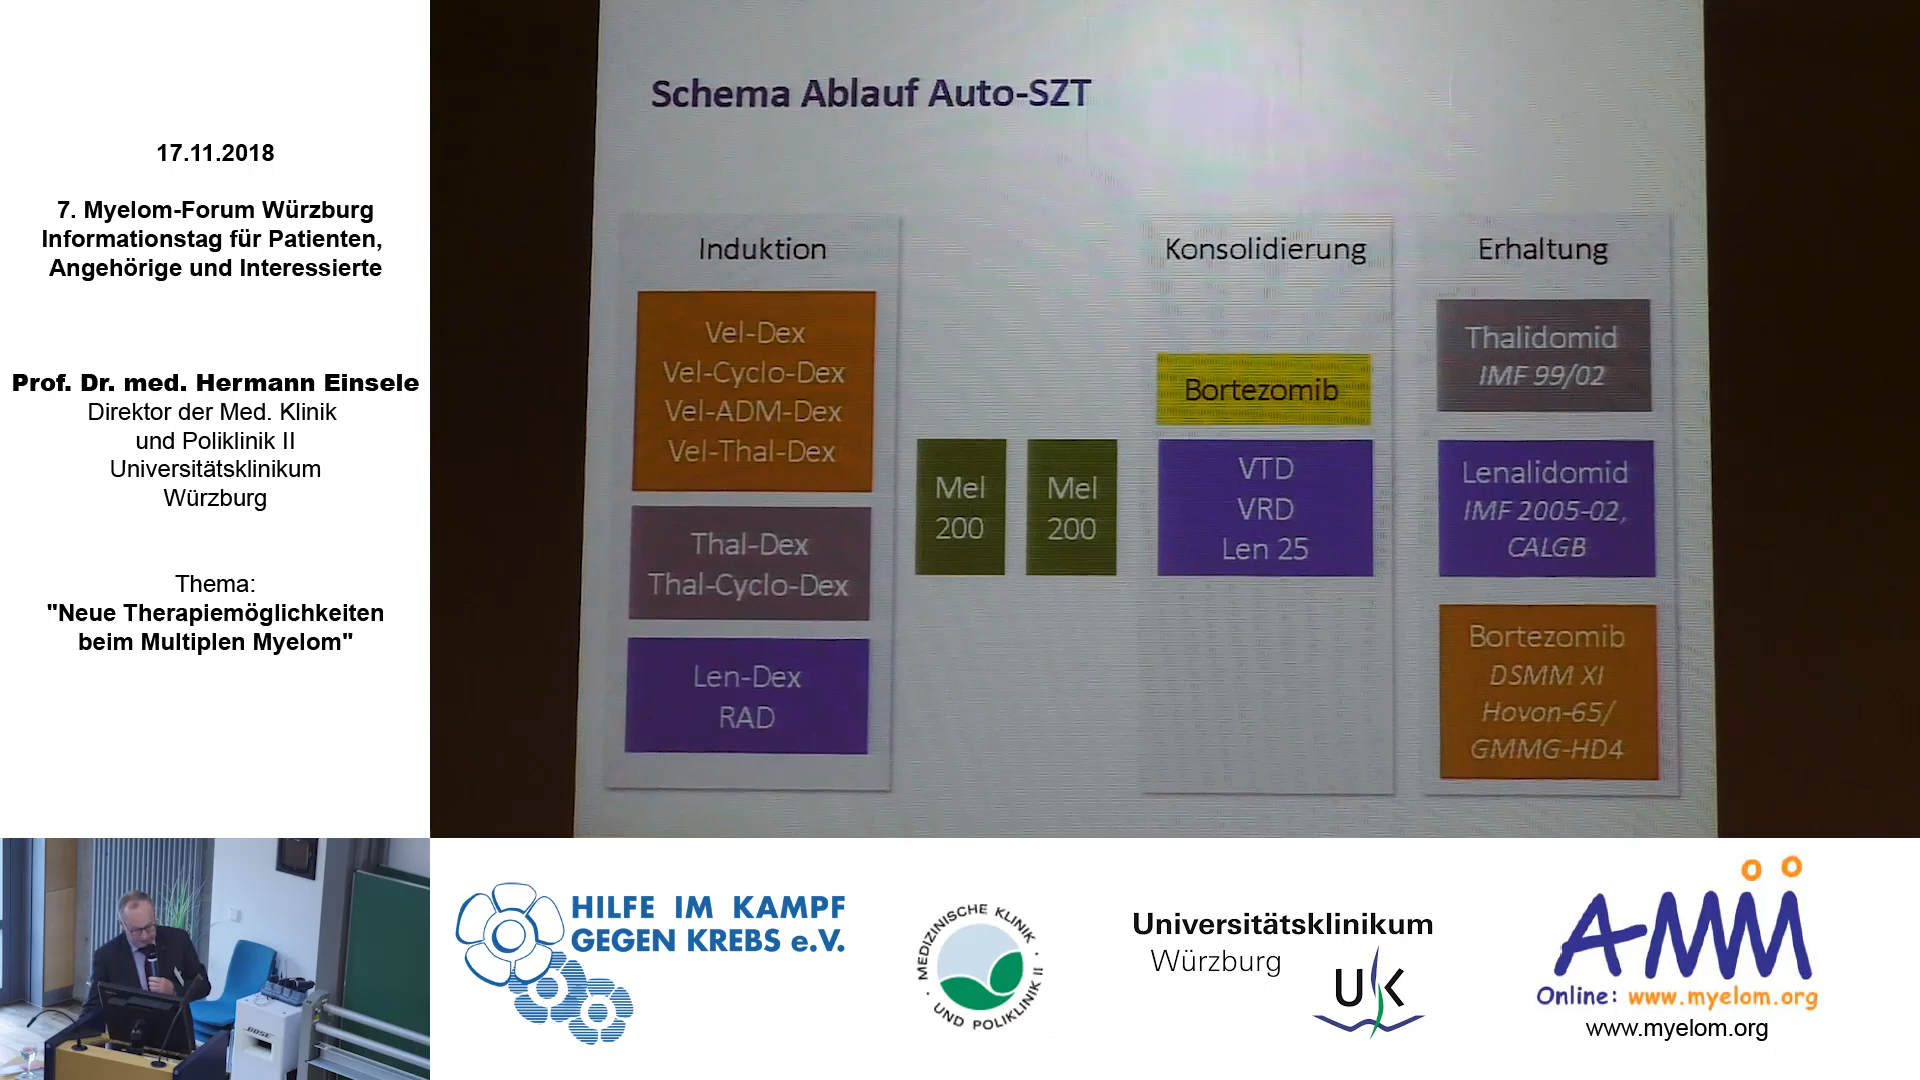 17.11.2018
7. Myelom-Forum Würzburg
Informationstag für Patienten,
Angehörige und Interessierte
Prof. Dr. med. Hermann Einsele
Direktor der Med. Klinik
und Poliklinik II
Universitätsklinikum
Würzburg
Thema:
"Neue Therapiemöglichkeiten
beim Multiplen Myelom"
Schema Ablauf Auto-SZT
Induktion
Vel-Dex
Vel-Cyclo-Dex
Vel-ADM-Dex
Vel-Thal-Dex
Thal-Dex
Thal-Cyclo-Dex
Len-Dex
RAD
Mel
200
Mel
200
Konsolidierung
Bortezomib
VTD
VRD
Len 25
Erhaltung
Thalidomid
IMF 99/02
Lenalidomid
IMF 2005-02,
CALGB
Bortezomib
DSMM XI
Hovon-65/
GMMG-HD4
BOSE
HILFE IM KAMPF
GEGEN KREBS e.V.
· MEDIZINISCHE KLINIK ·
UND POLIKLINIK II
Universitätsklinikum
Würzburg
UK
AMM
Online: www.myelom.org
www.myelom.org